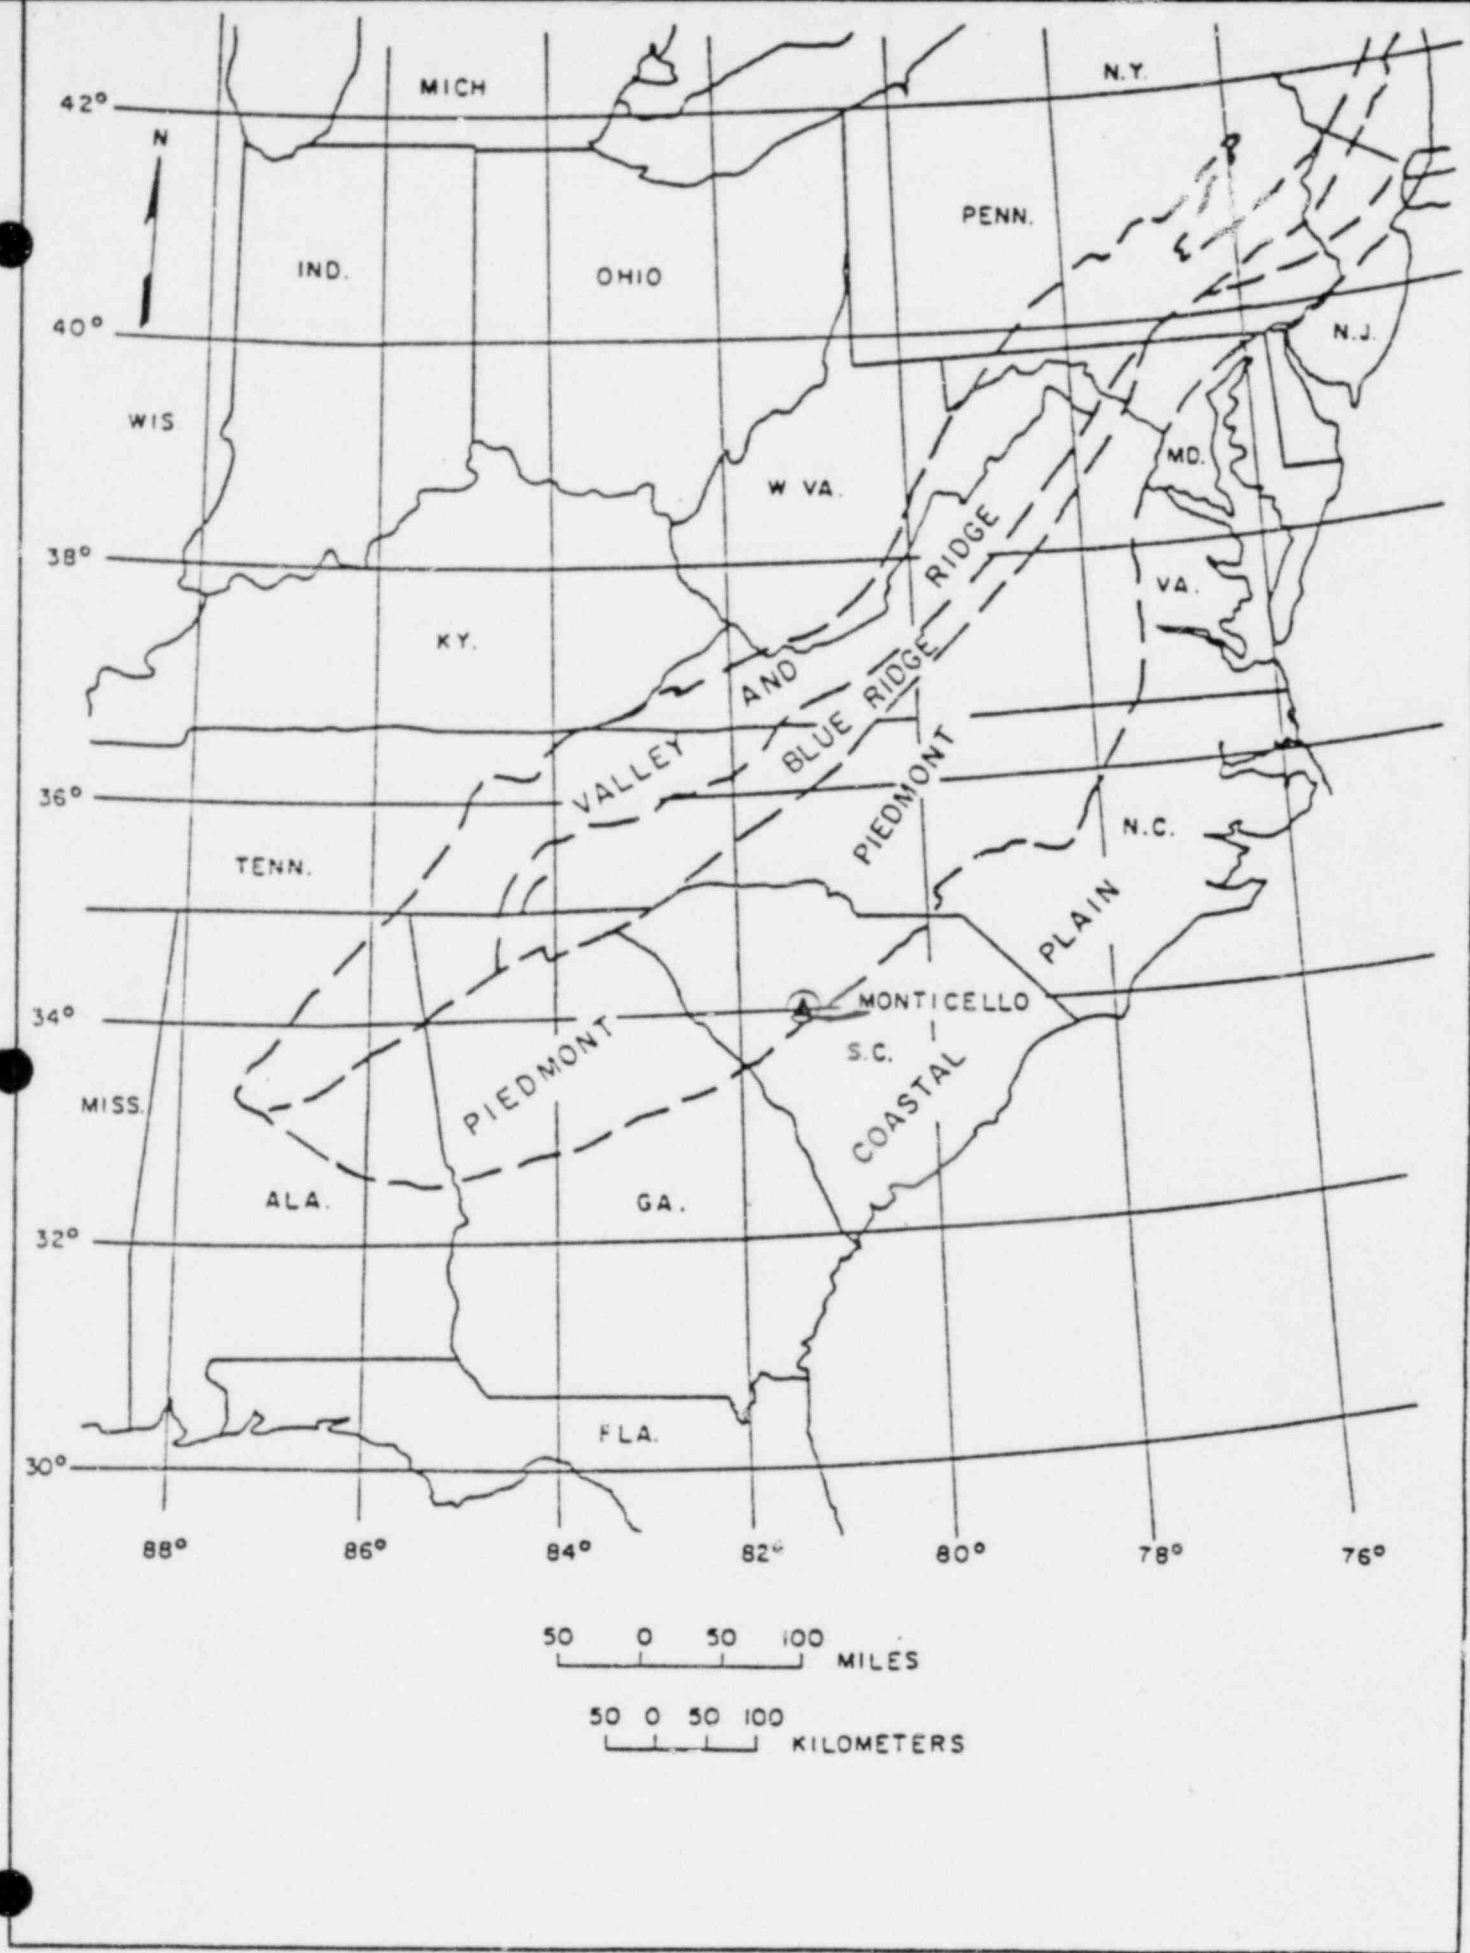 MICH
N.Y.
42°
N
PENN.
IND.
OHIO
40°
N.J.
WIS
MD.
W VA.
RIDGE
38°
VA.
KY.
AND
BLUE RIDGE
VALLEY
PIEDMONT
36°
N.C.
TENN.
PLAIN
34°
MONTICELLO
S.C.
PIEDMONT
COASTAL
MISS.
ALA.
GA.
32°
FLA.
30°
88° 86° 84° 82° 80° 78° 76°
50 0 50 100
MILES
50 0 50 100
KILOMETERS